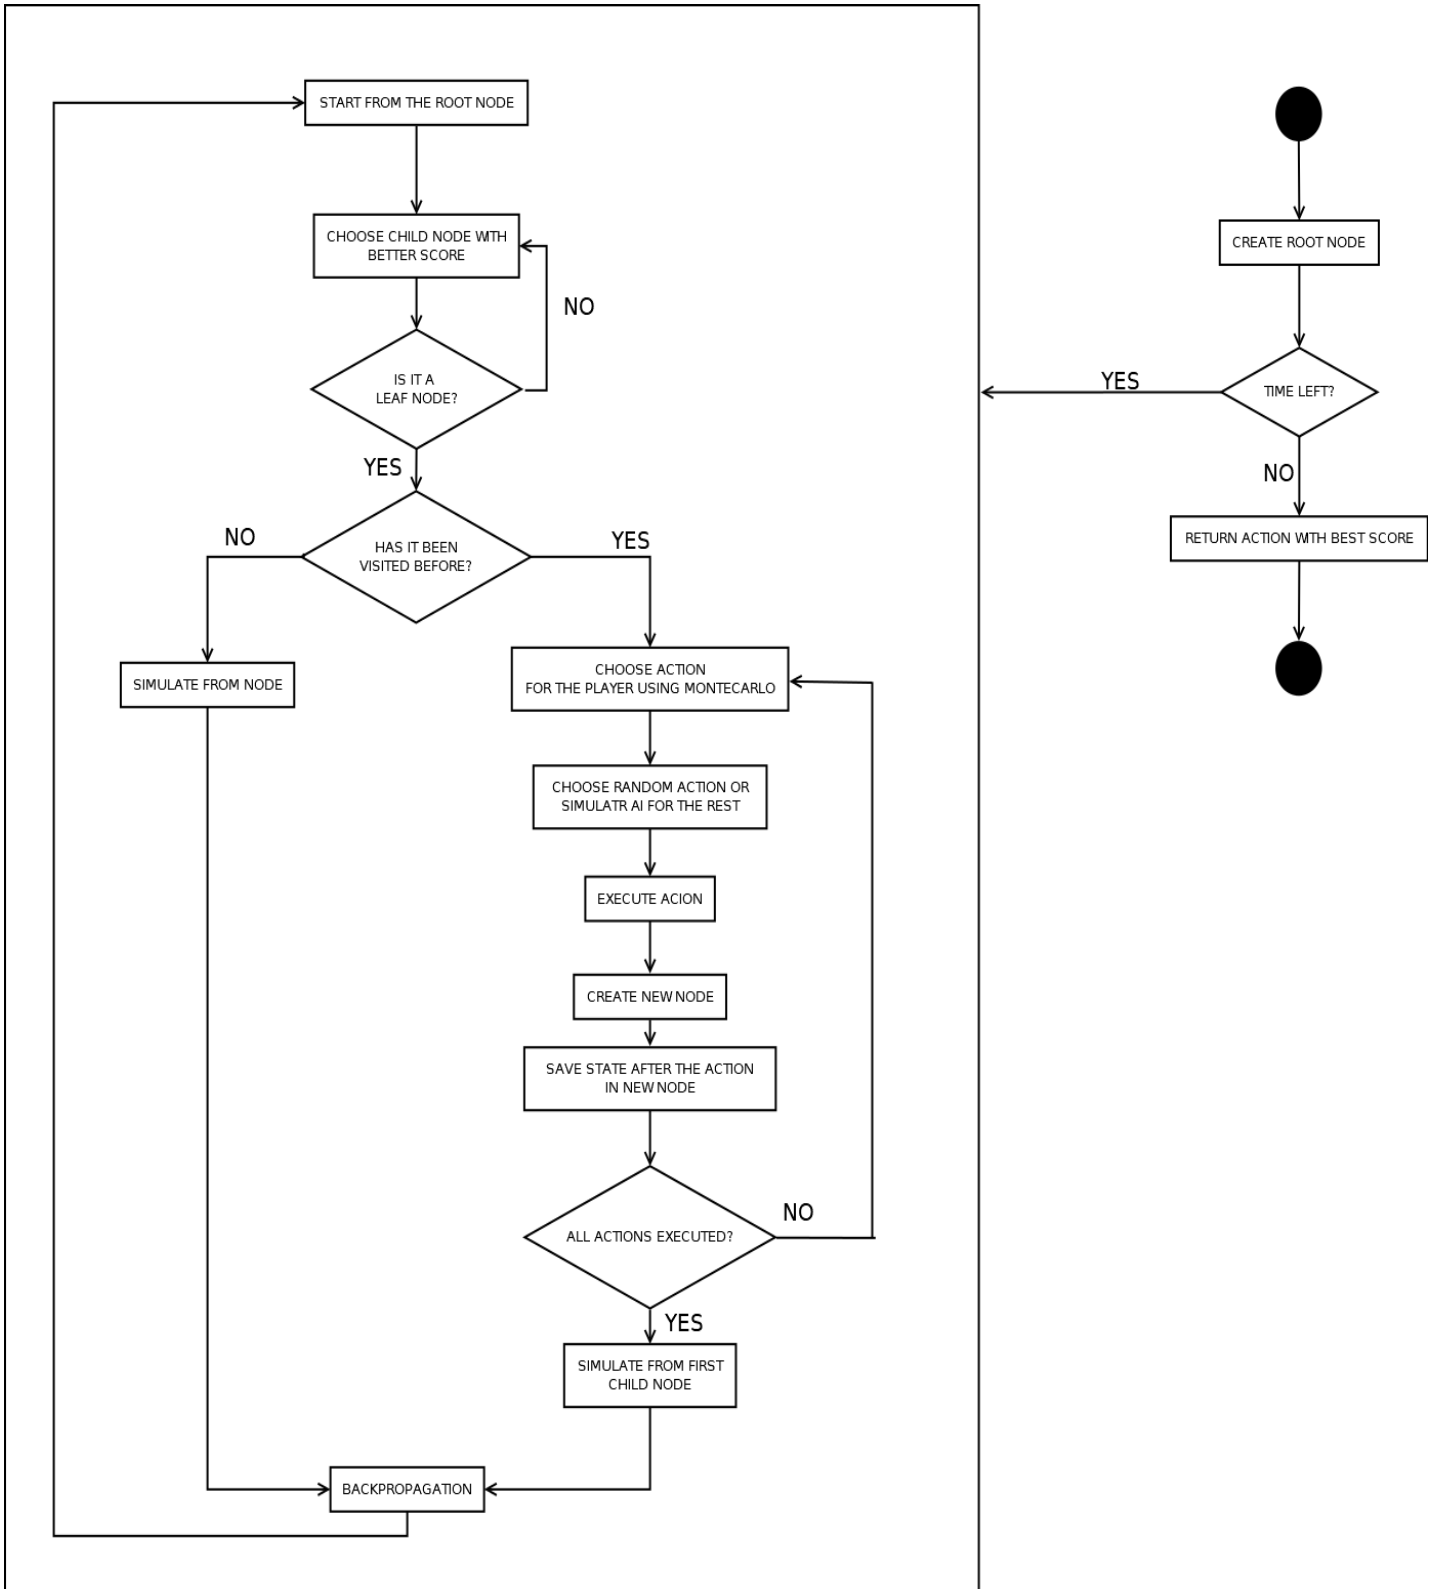 START FROM THE ROOT NODE
CHOOSE CHILD NODE WITH
BETTER SCORE
NO
IS IT A
LEAF NODE?
YES
HAS IT BEEN
VISITED BEFORE?
NO
YES
SIMULATE FROM NODE
CHOOSE ACTION
FOR THE PLAYER USING MONTECARLO
CHOOSE RANDOM ACTION OR
SIMULATR AI FOR THE REST
EXECUTE ACION
CREATE NEW NODE
SAVE STATE AFTER THE ACTION
IN NEW NODE
ALL ACTIONS EXECUTED?
NO
YES
SIMULATE FROM FIRST
CHILD NODE
BACKPROPAGATION
CREATE ROOT NODE
TIME LEFT?
YES
NO
RETURN ACTION WITH BEST SCORE